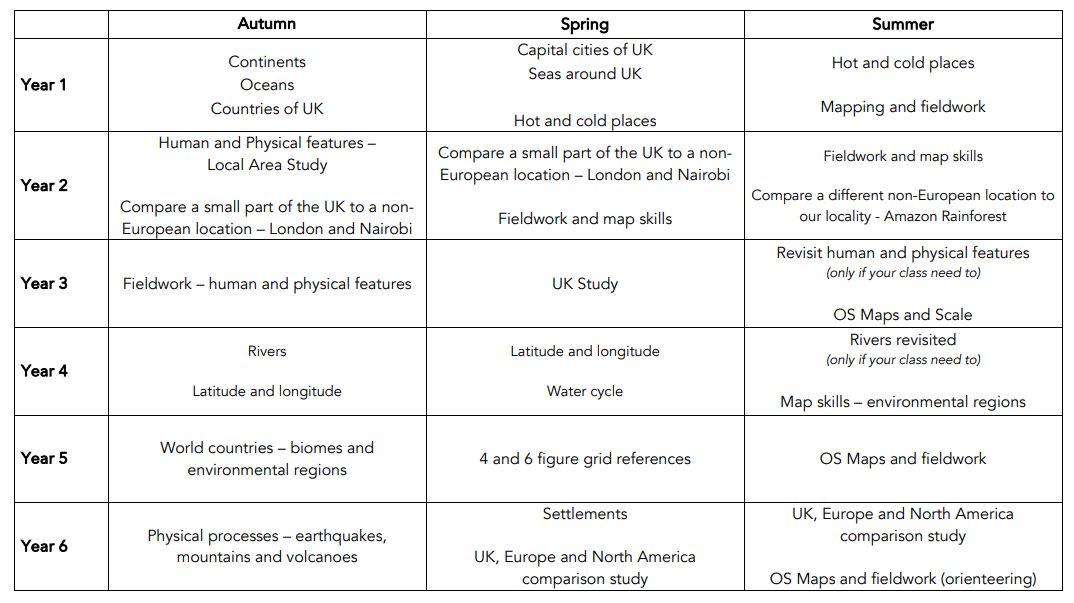 Autumn
Spring
Summer
Year 1
Continents
Oceans
Countries of UK
Capital cities of UK
Seas around UK
Hot and cold places
Hot and cold places
Mapping and fieldwork
Year 2
Human and Physical features –
Local Area Study
Compare a small part of the UK to a non-
European location – London and Nairobi
Compare a small part of the UK to a non-
European location – London and Nairobi
Fieldwork and map skills
Fieldwork and map skills
Compare a different non-European location to
our locality - Amazon Rainforest
Year 3
Fieldwork – human and physical features
UK Study
Revisit human and physical features
(only if your class need to)
OS Maps and Scale
Year 4
Rivers
Latitude and longitude
Latitude and longitude
Water cycle
Rivers revisited
(only if your class need to)
Map skills – environmental regions
Year 5
World countries – biomes and
environmental regions
4 and 6 figure grid references
OS Maps and fieldwork
Year 6
Physical processes – earthquakes,
mountains and volcanoes
Settlements
UK, Europe and North America
comparison study
UK, Europe and North America
comparison study
OS Maps and fieldwork (orienteering)